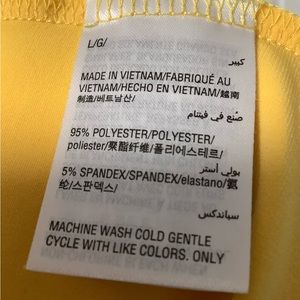 L/G/
كبير
MADE IN VIETNAM/FABRIQUÉ AU
VIETNAM/HECHO EN VIETNAM/越南
制造/베트남산/
صُنع في فيتنام
95% POLYESTER/POLYESTER/
poliester/聚酯纤维/폴리에스테르/
بولي أستر
5% SPANDEX/SPANDEX/elastano/氨
纶/스판덱스/
سباندكس
MACHINE WASH COLD GENTLE
CYCLE WITH LIKE COLORS. ONLY